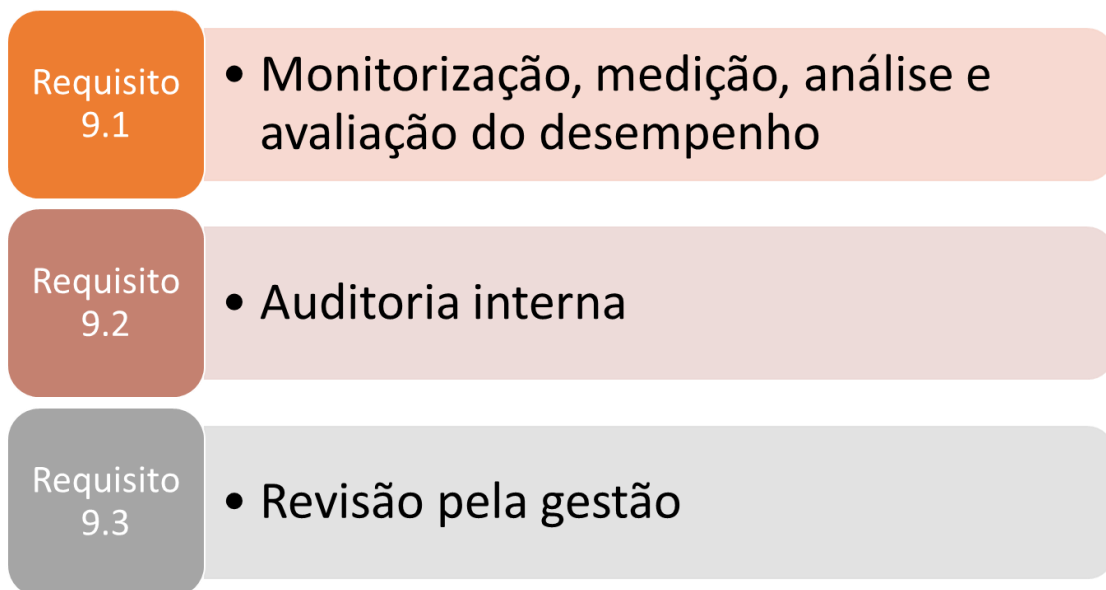 Requisito
9.1
• Monitorização, medição, análise e
avaliação do desempenho
Requisito
9.2
• Auditoria interna
Requisito
9.3
• Revisão pela gestão